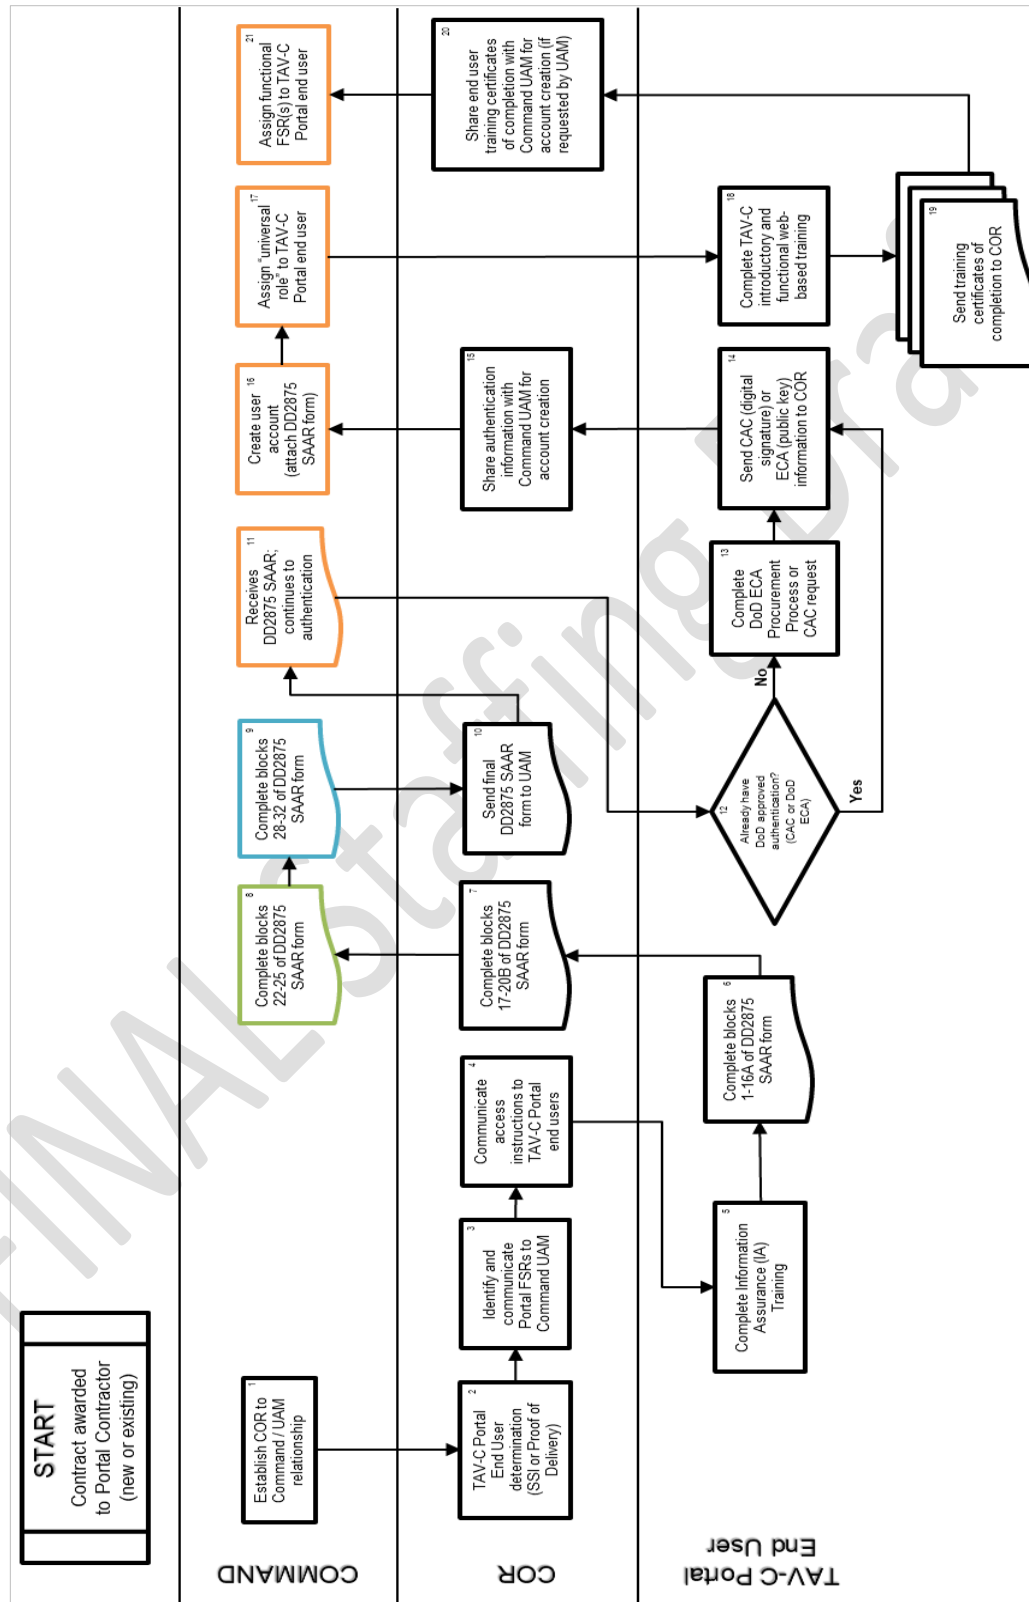 START
Contract awarded
to Portal Contractor
(new or existing)
COMMAND
COR
TAV-C Portal
End User
1
Establish COR to
Command / UAM
relationship
2
TAV-C Portal
End User
determination
(SSI or Proof of
Delivery)
3
Identify and
communicate
Portal FSRs to
Command UAM
4
Communicate
access
instructions to
TAV-C Portal
end users
5
Complete Information
Assurance (IA)
Training
6
Complete blocks
1-16A of DD2875
SAAR form
7
Complete blocks
17-20B of DD2875
SAAR form
8
Complete blocks
22-25 of DD2875
SAAR form
9
Complete blocks
28-32 of DD2875
SAAR form
10
Send final
DD2875 SAAR
form to UAM
11
Receives
DD2875 SAAR;
continues to
authentication
12
Already have
DoD approved
authentication?
(CAC or DoD
ECA)
No
Yes
13
Complete
DoD ECA
Procurement
Process or
CAC request
14
Send CAC (digital
signature) or
ECA (public key)
information to COR
15
Share authentication
information with
Command UAM for
account creation
16
Create user
account
(attach DD2875
SAAR form)
17
Assign "universal
role" to TAV-C
Portal end user
18
Complete TAV-C
introductory and
functional web-
based training
19
Send training
certificates of
completion to COR
20
Share end user
training certificates
of completion with
Command UAM for
account creation (if
requested by UAM)
21
Assign functional
FSR(s) to TAV-C
Portal end user
FINAL Staffing Draft